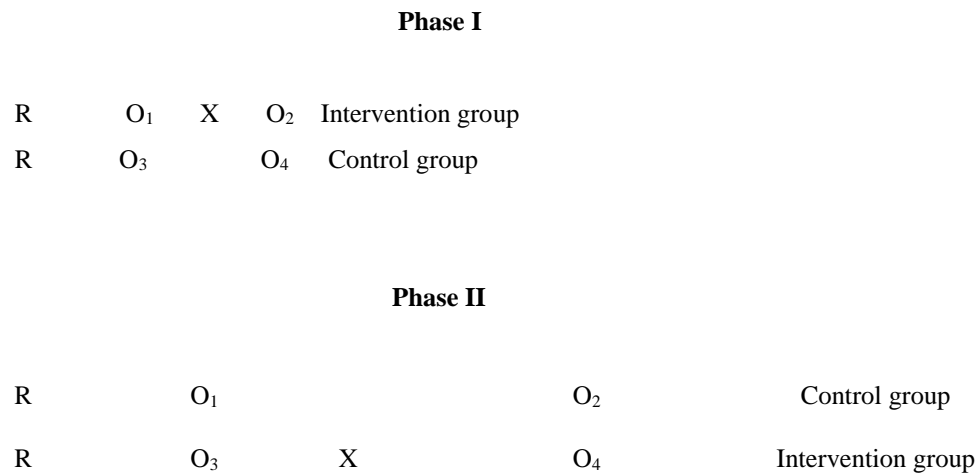 Phase I
R O₁ X O₂ Intervention group
R O₃ O₄ Control group
Phase II
R O₁ O₂ Control group
R O₃ X O₄ Intervention group